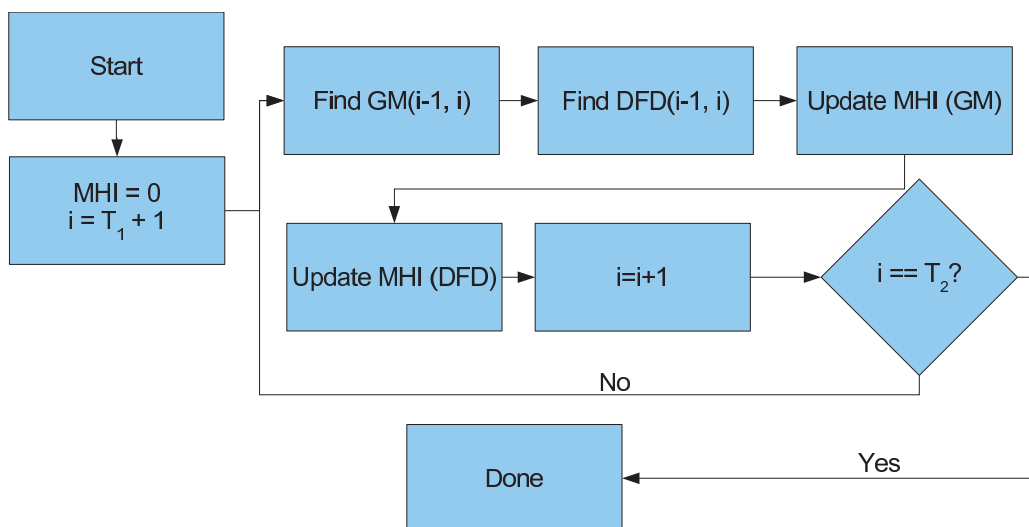 Start
MHI = 0
i = T₁ + 1
Find GM(i-1, i)
Find DFD(i-1, i)
Update MHI (GM)
Update MHI (DFD)
i=i+1
i == T₂?
No
Yes
Done